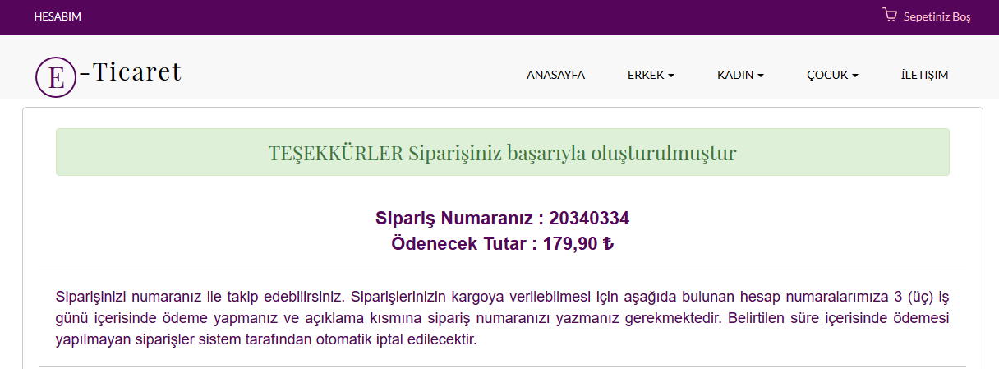 HESABIM
Sepetiniz Boş
E-Ticaret
ANASAYFA
ERKEK
KADIN
ÇOCUK
İLETIŞIM
TEŞEKKÜRLER Siparişiniz başarıyla oluşturulmuştur
Sipariş Numaranız : 20340334
Ödenecek Tutar : 179,90 ₺
Siparişinizi numaranız ile takip edebilirsiniz. Siparişlerinizin kargoya verilebilmesi için aşağıda bulunan hesap numaralarımıza 3 (üç) iş
günü içerisinde ödeme yapmanız ve açıklama kısmına sipariş numaranızı yazmanız gerekmektedir. Belirtilen süre içerisinde ödemesi
yapılmayan siparişler sistem tarafından otomatik iptal edilecektir.